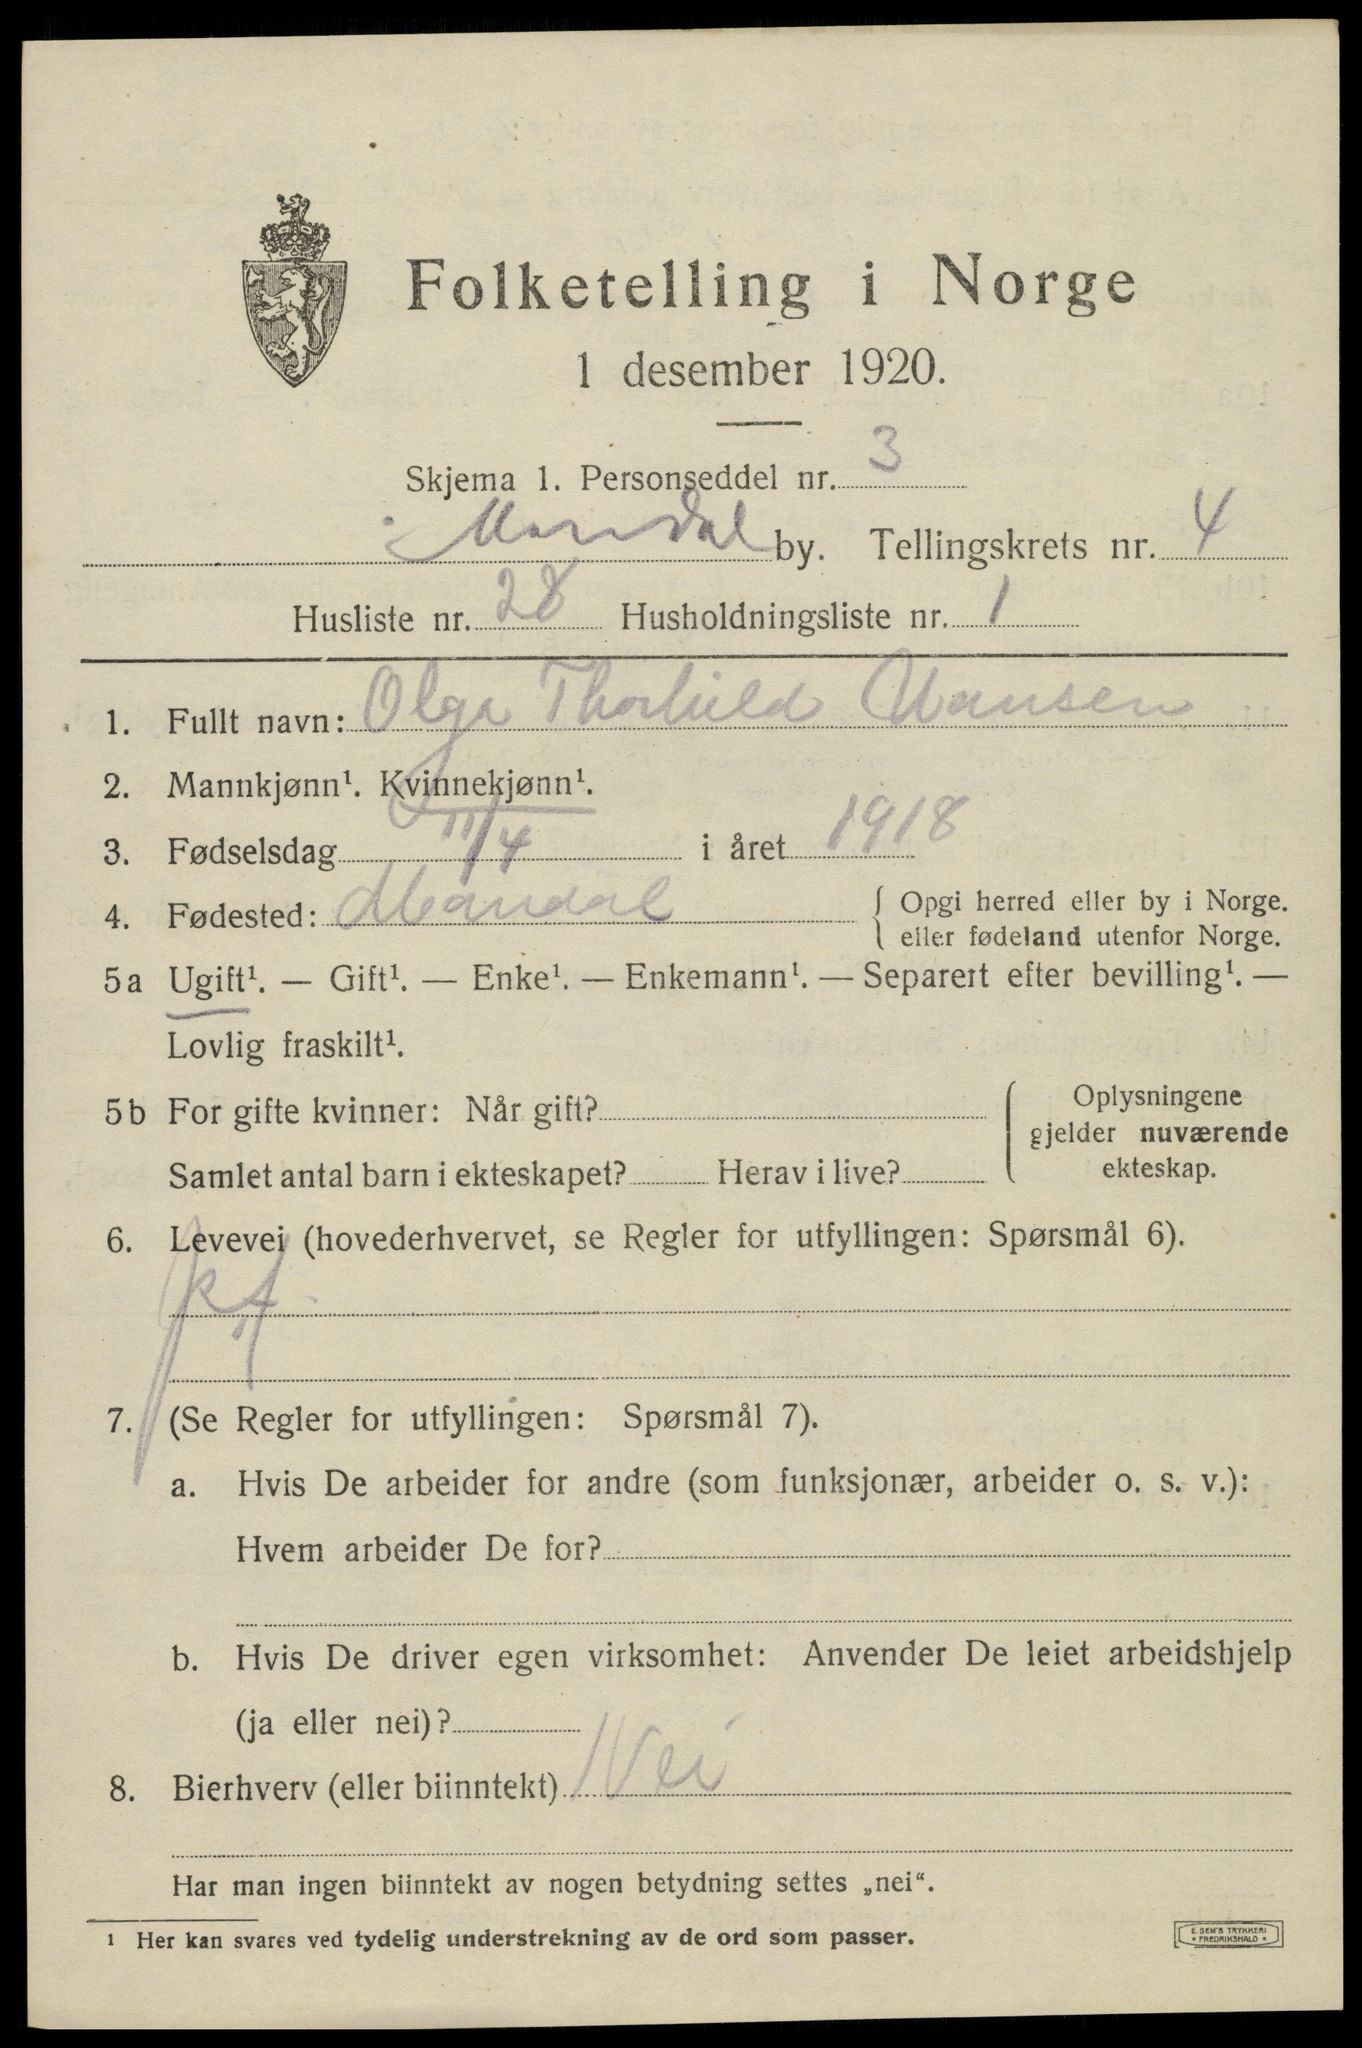 Folketelling i Norge
1 desember 1920.
Skjema 1. Personseddel nr. 3
Mandal by. Tellingskrets nr. 4
Husliste nr. 28 Husholdningsliste nr. 1
1. Fullt navn: Olga Thorhild Hansen
2. Mannkjønn¹. Kvinnekjønn¹.
3. Fødselsdag 11/4 i året 1918
4. Fødested: Mandal { Opgi herred eller by i Norge.
eller fødeland utenfor Norge.
5a Ugift¹. — Gift¹. — Enke¹. — Enkemann¹. — Separert efter bevilling¹. —
Lovlig fraskilt¹.
5b For gifte kvinner: Når gift? Oplysningene
gjelder nuværende
Samlet antal barn i ekteskapet? Herav i live? ekteskap.
6. Levevei (hovederhvervet, se Regler for utfyllingen: Spørsmål 6).
7. (Se Regler for utfyllingen: Spørsmål 7).
a. Hvis De arbeider for andre (som funksjonær, arbeider o. s. v.):
Hvem arbeider De for?
b. Hvis De driver egen virksomhet: Anvender De leiet arbeidshjelp
(ja eller nei)?
8. Bierhverv (eller biinntekt) Nei
Har man ingen biinntekt av nogen betydning settes „nei“.
¹ Her kan svares ved tydelig understrekning av de ord som passer.
E. SEM'S TRYKKERI
* FREDRIKSHALD *